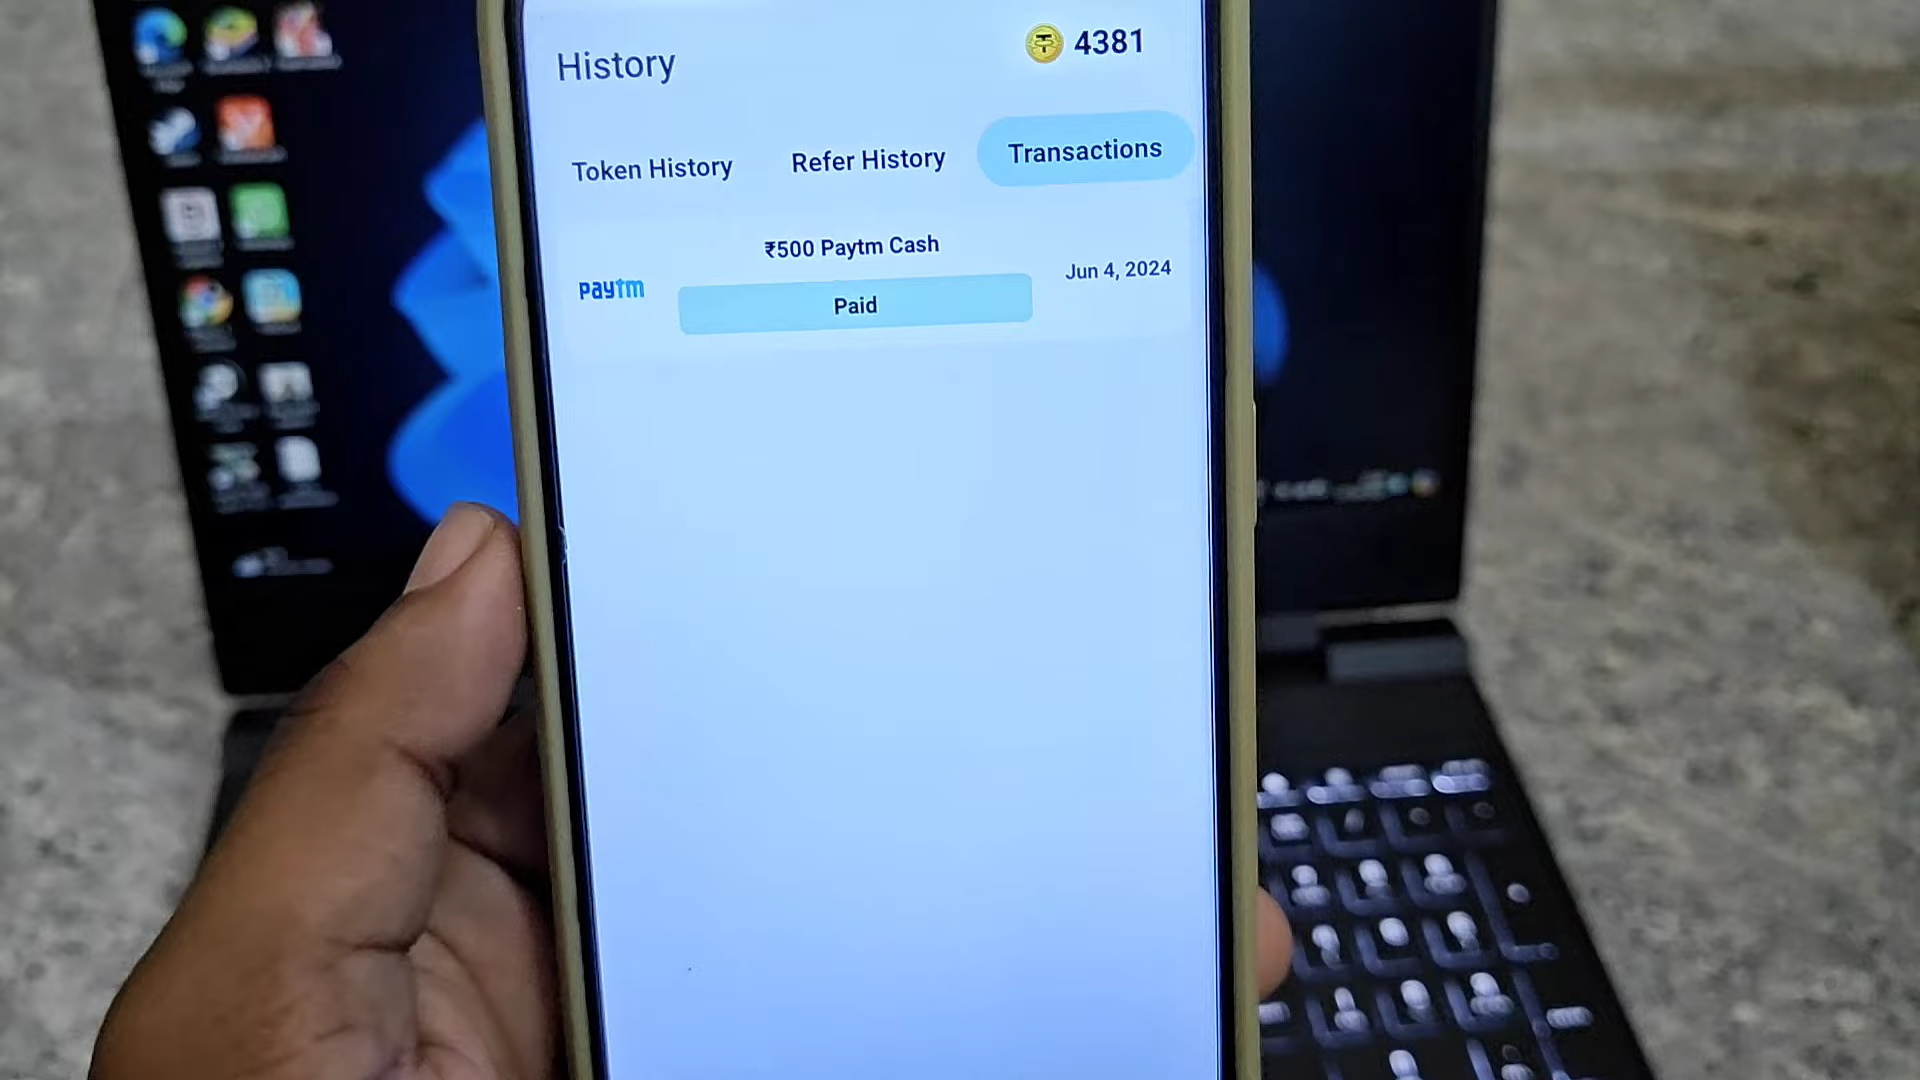 History
4381
Token History
Refer History
Transactions
₹500 Paytm Cash
paytm
Paid
Jun 4, 2024